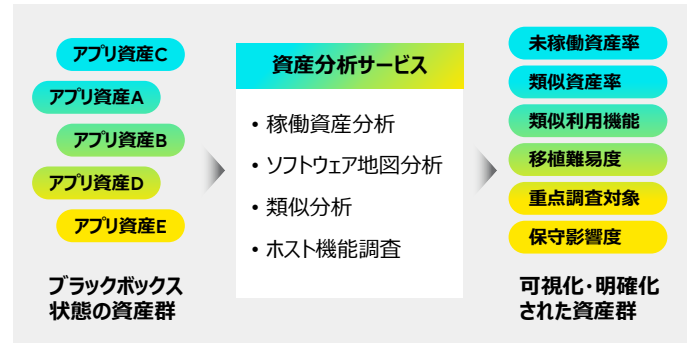 アプリ資産C
アプリ資産A
アプリ資産B
アプリ資産D
アプリ資産E
ブラックボックス
状態の資産群
資産分析サービス
• 稼働資産分析
• ソフトウェア地図分析
• 類似分析
• ホスト機能調査
未稼働資産率
類似資産率
類似利用機能
移植難易度
重点調査対象
保守影響度
可視化・明確化
された資産群